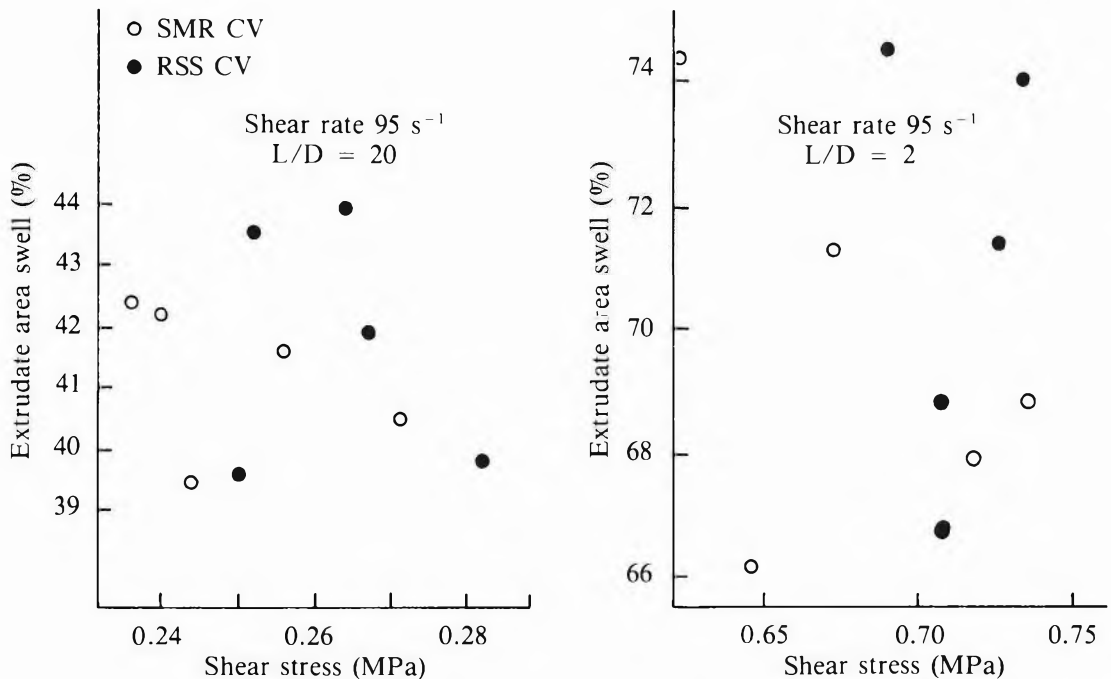 SMR CV
RSS CV
Shear rate 95 s⁻¹
L/D = 20
Extrudate area swell (%)
44
43
42
41
40
39
0.24
0.26
0.28
Shear stress (MPa)
Shear rate 95 s⁻¹
L/D = 2
Extrudate area swell (%)
74
72
70
68
66
0.65
0.70
0.75
Shear stress (MPa)